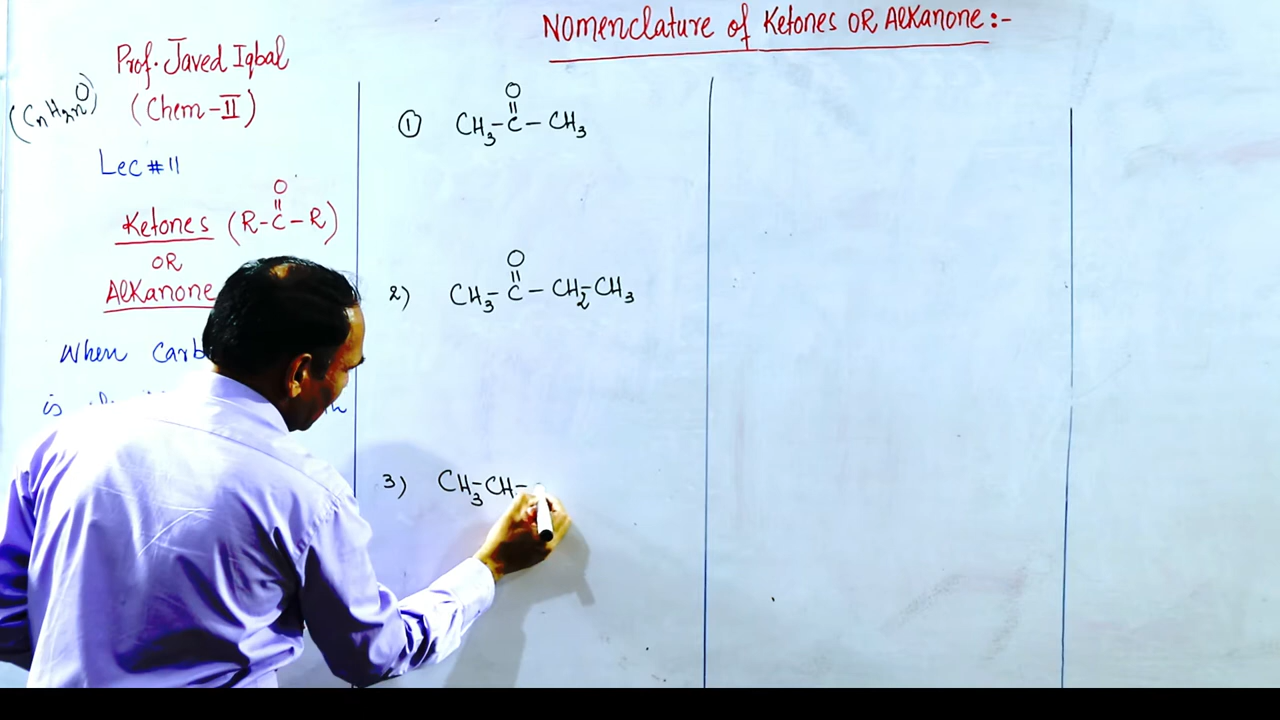 Nomenclature of Ketones OR Alkanone:-
Prof. Javed Iqbal
(CnH2nO)
(Chem-II)
Lec # 11
O
Ketones (R-C-R)
OR
Alkanone
When
is
O
① CH3-C-CH3
O
2) CH3-C-CH2-CH3
3) CH3-CH-